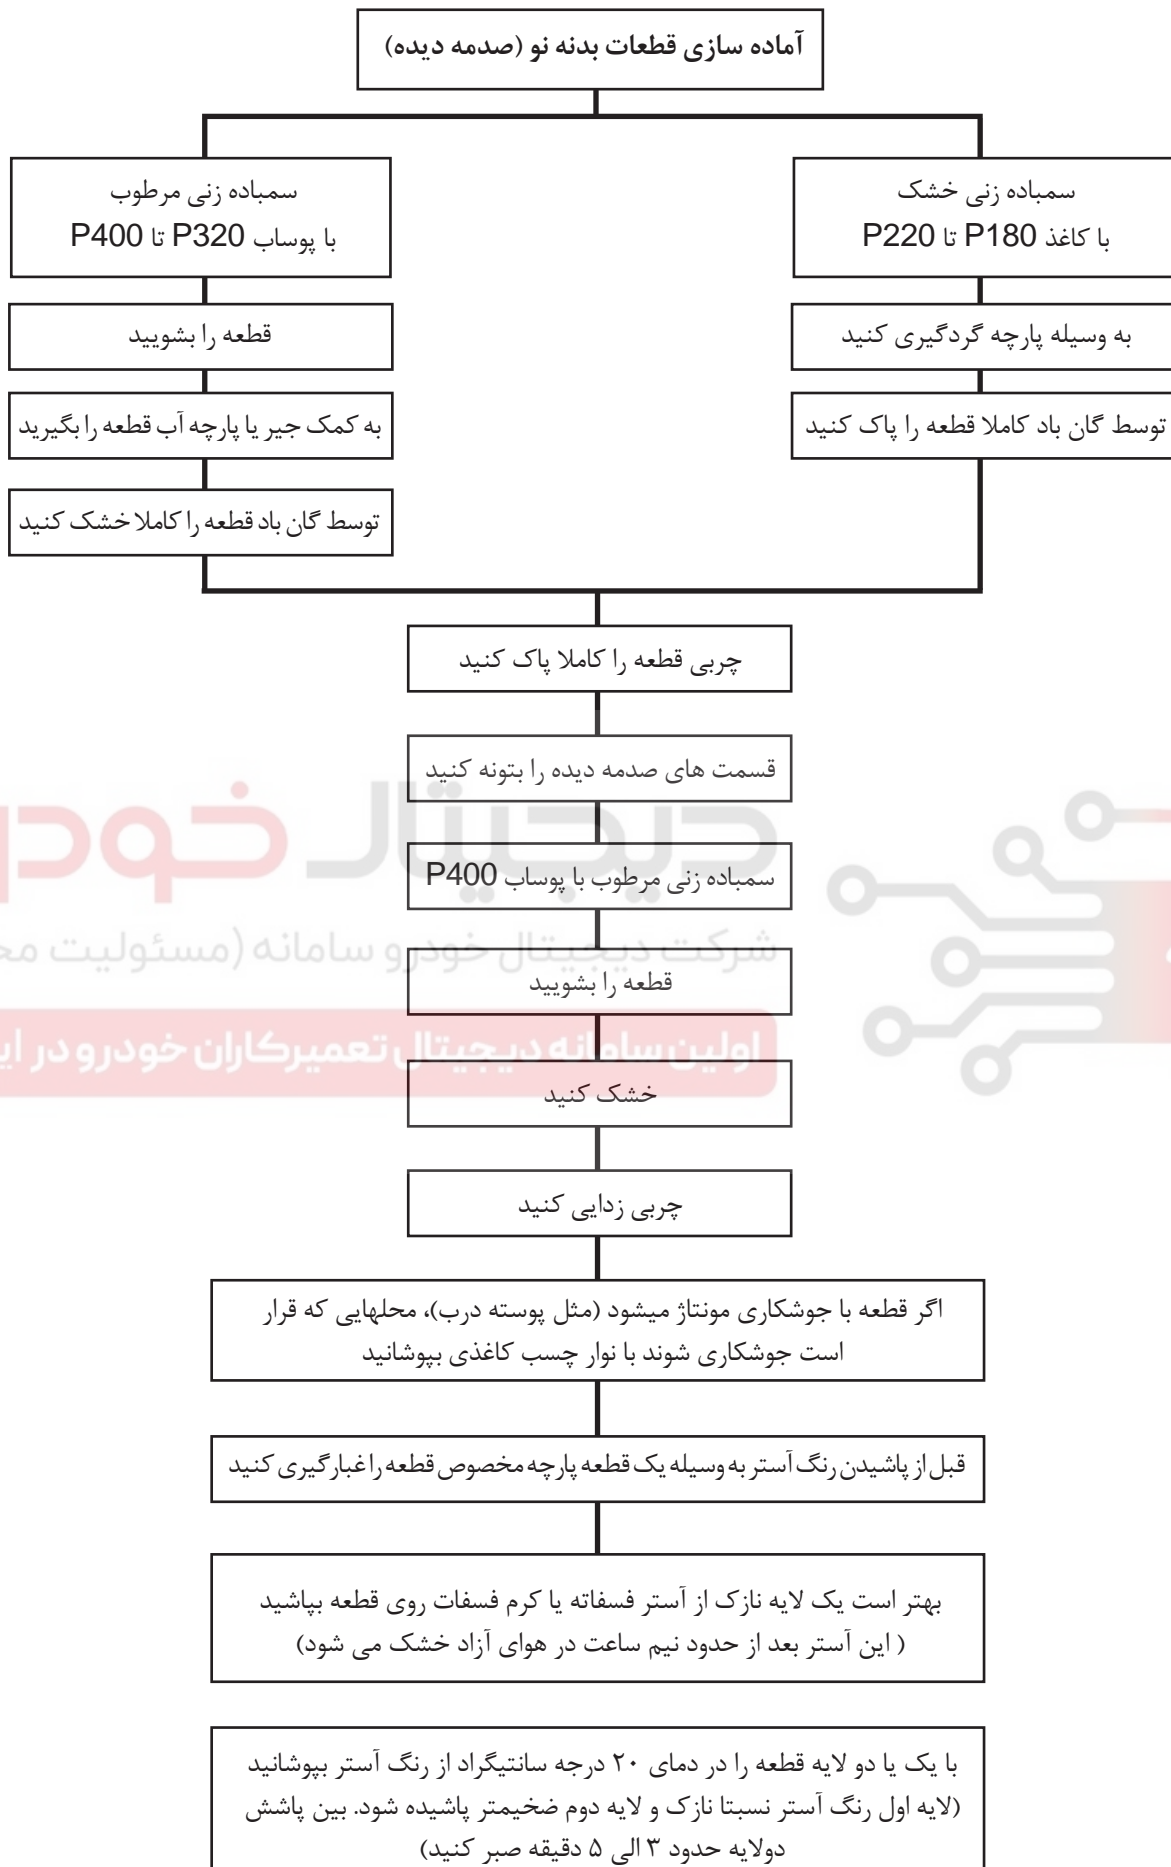 آماده سازی قطعات بدنه نو (صدمه دیده)
سمباده زنی خشک
با کاغذ P180 تا P220
به وسیله پارچه گردگیری کنید
توسط گان باد کاملا قطعه را پاک کنید
سمباده زنی مرطوب
با پوساب P320 تا P400
قطعه را بشویید
به کمک جیر یا پارچه آب قطعه را بگیرید
توسط گان باد قطعه را کاملا خشک کنید
چربی قطعه را کاملا پاک کنید
قسمت های صدمه دیده را بتونه کنید
دیجیتال خودر
سمباده زنی مرطوب با پوساب P400
شرکت دیجیتال خودرو سامانه (مسئولیت مح
قطعه را بشویید
اولین سامانه دیجیتال تعمیرکاران خودرو در ایر
خشک کنید
چربی زدایی کنید
اگر قطعه با جوشکاری مونتاژ میشود (مثل پوسته درب)، محلهایی که قرار
است جوشکاری شوند با نوار چسب کاغذی بپوشانید
قبل از پاشیدن رنگ آستر به وسیله یک قطعه پارچه مخصوص قطعه را غبارگیری کنید
بهتر است یک لایه نازک از آستر فسفاته یا کرم فسفات روی قطعه بپاشید
( این آستر بعد از حدود نیم ساعت در هوای آزاد خشک می شود)
با یک یا دو لایه قطعه را در دمای ۲۰ درجه سانتیگراد از رنگ آستر بپوشانید
(لایه اول رنگ آستر نسبتا نازک و لایه دوم ضخیمتر پاشیده شود. بین پاشش
دولایه حدود ۳ الی ۵ دقیقه صبر کنید)